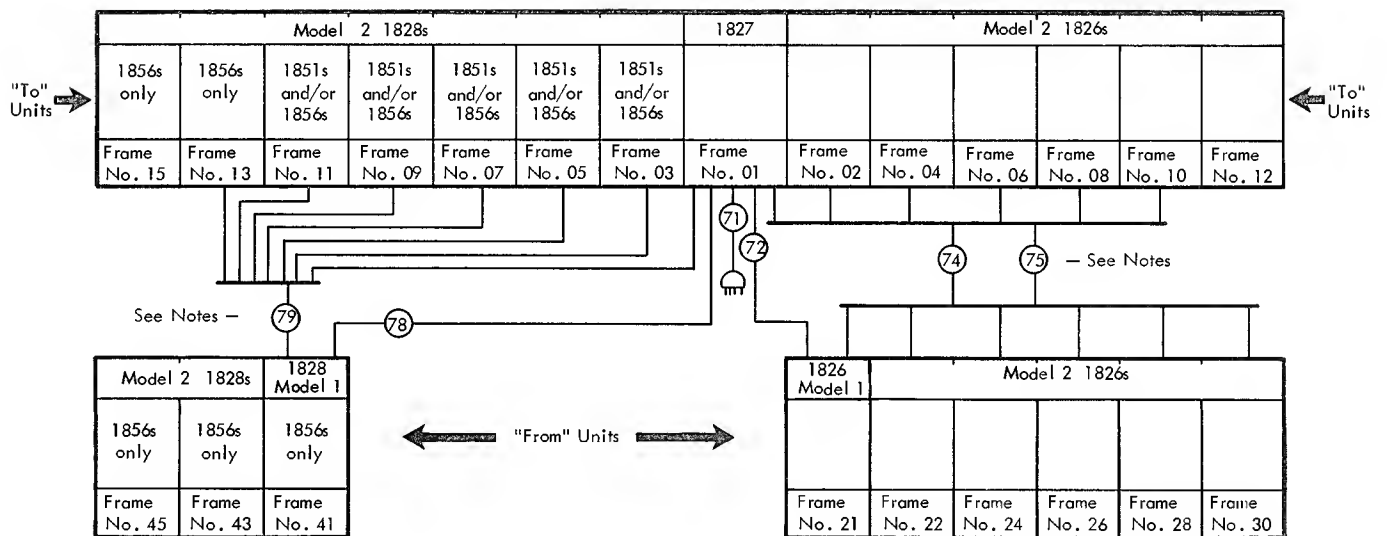 Model 2 1828s 1827 Model 2 1826s
"To" Units
1856s only
1856s only
1851s and/or 1856s
1851s and/or 1856s
1851s and/or 1856s
1851s and/or 1856s
1851s and/or 1856s
"To" Units
Frame No. 15
Frame No. 13
Frame No. 11
Frame No. 09
Frame No. 07
Frame No. 05
Frame No. 03
Frame No. 01
Frame No. 02
Frame No. 04
Frame No. 06
Frame No. 08
Frame No. 10
Frame No. 12
71
72
74
75 – See Notes
See Notes –
79
78
Model 2 1828s
1828 Model 1
1856s only
1856s only
1856s only
Frame No. 45
Frame No. 43
Frame No. 41
"From" Units
1826 Model 1
Model 2 1826s
Frame No. 21
Frame No. 22
Frame No. 24
Frame No. 26
Frame No. 28
Frame No. 30